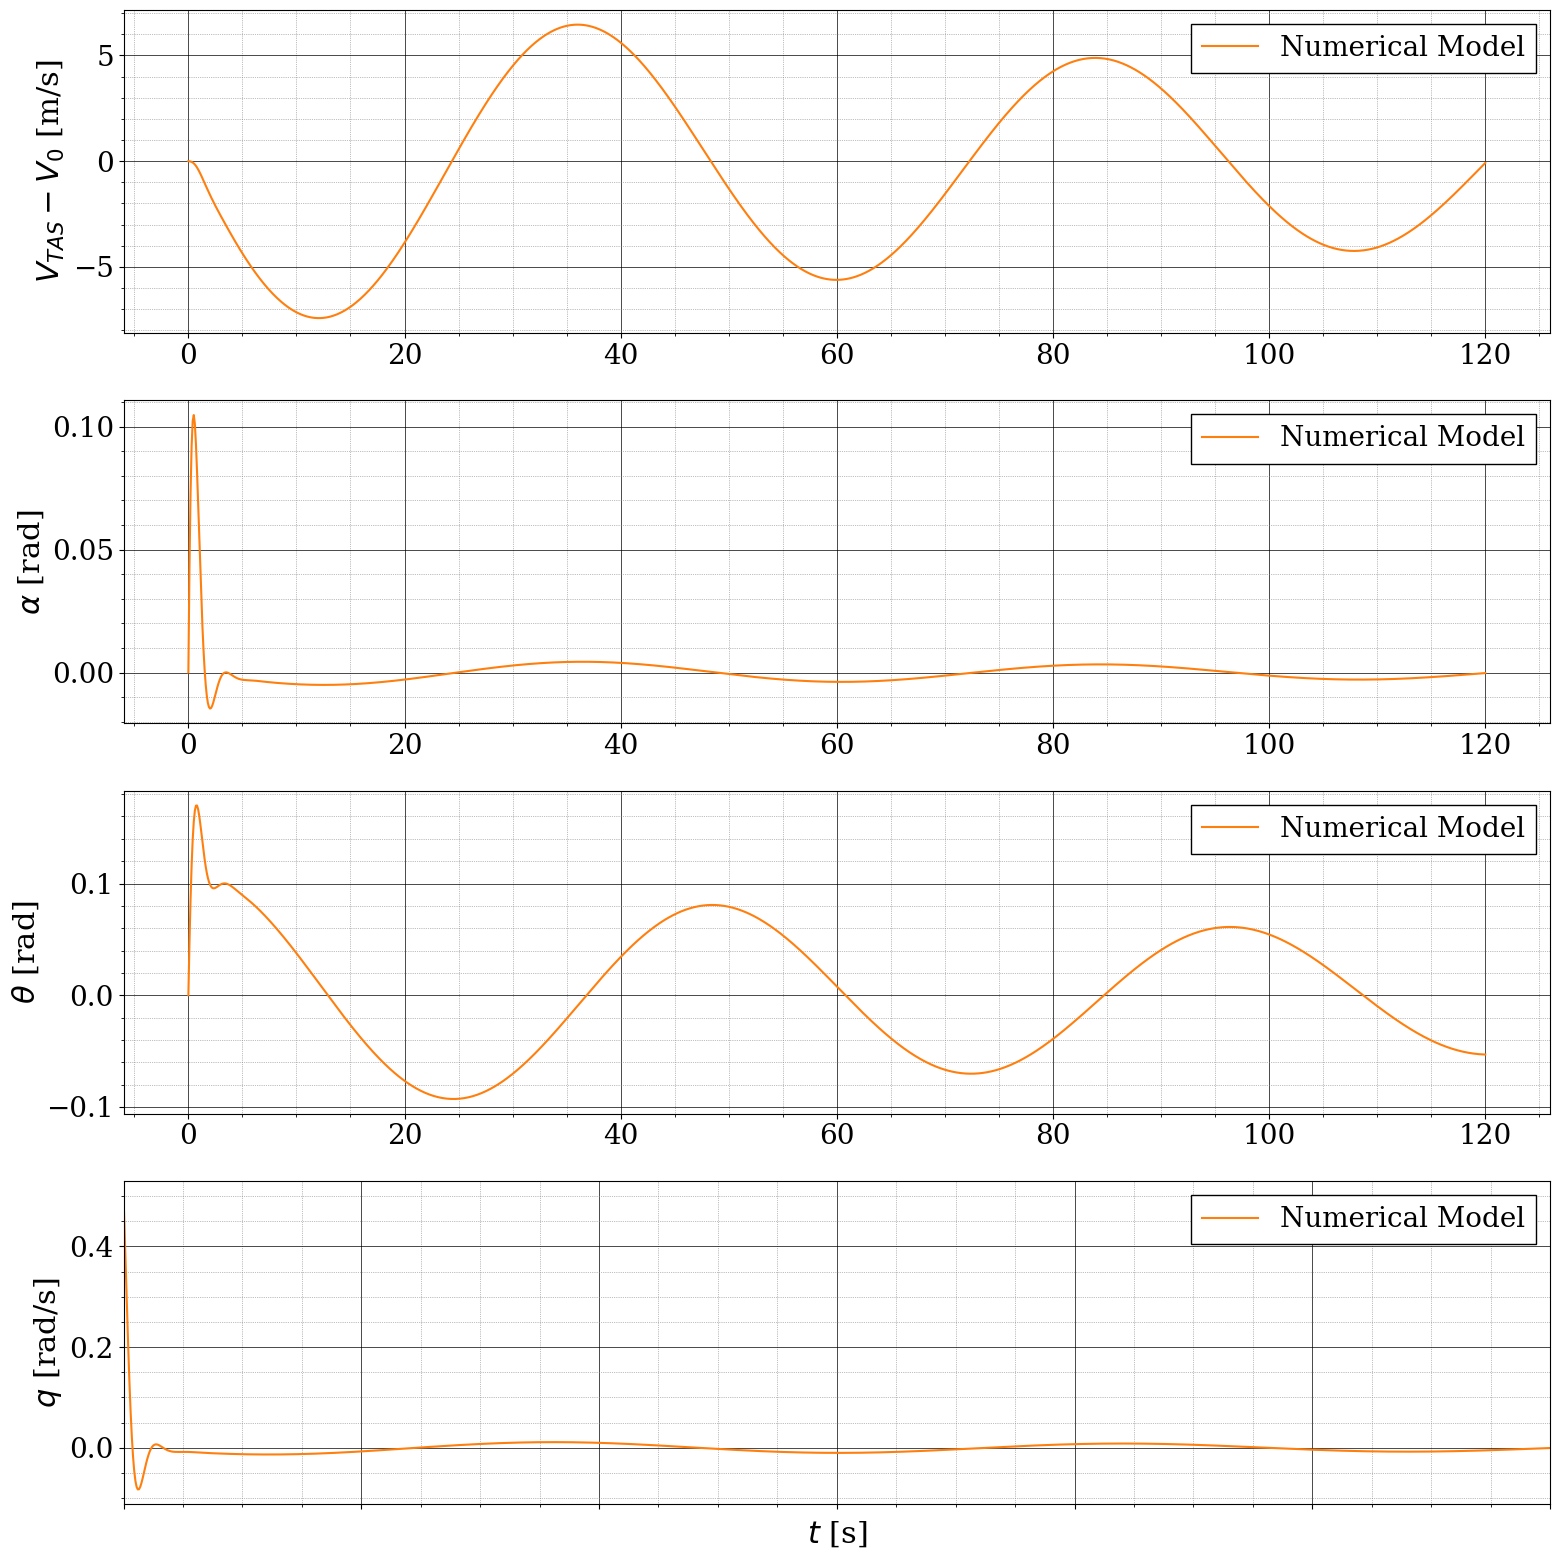 V_TAS − V_0 [m/s]
5
0
−5
Numerical Model
0 20 40 60 80 100 120
α [rad]
0.10
0.05
0.00
Numerical Model
0 20 40 60 80 100 120
θ [rad]
0.1
0.0
−0.1
Numerical Model
0 20 40 60 80 100 120
q [rad/s]
0.4
0.2
0.0
Numerical Model
t [s]